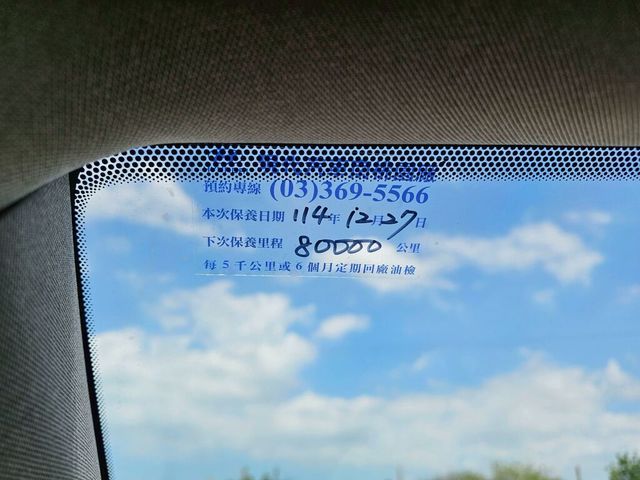 預約專線 (03)369-5566
本次保養日期 114年 12月27日
下次保養里程 80000 公里
每 5 千公里或 6 個月定期回廠油檢